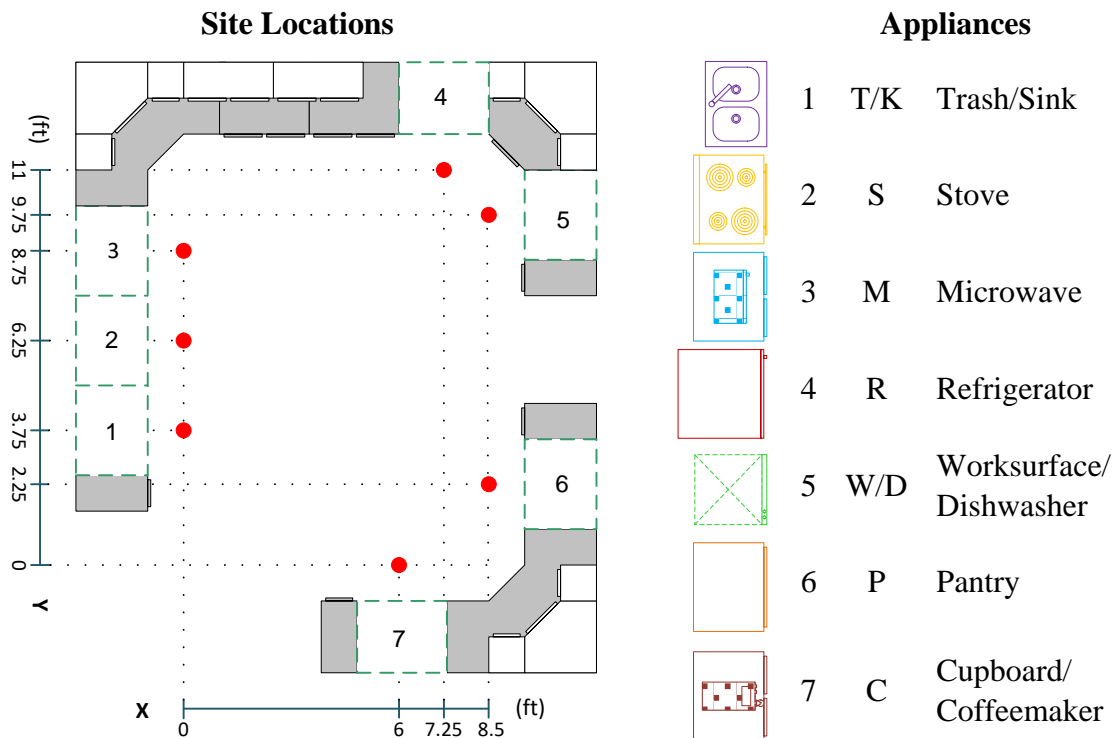 Site Locations
Appliances
4
1 T/K Trash/Sink
(ft)
11
9.75
8.75
6.25
3.75
2.25
0
Y
5
3
2
1
6
7
2 S Stove
3 M Microwave
4 R Refrigerator
5 W/D Worksurface/
Dishwasher
6 P Pantry
7 C Cupboard/
Coffeemaker
X
(ft)
0 6 7.25 8.5